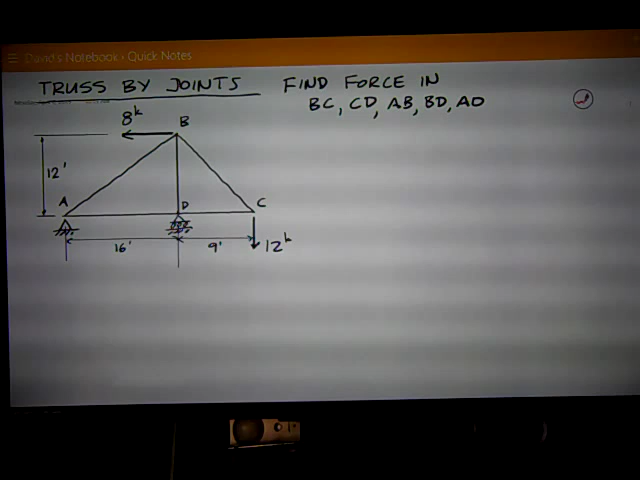 David's Notebook › Quick Notes
TRUSS BY JOINTS
FIND FORCE IN
BC, CD, AB, BD, AD
8k
B
12'
A
D
C
16'
9'
12k